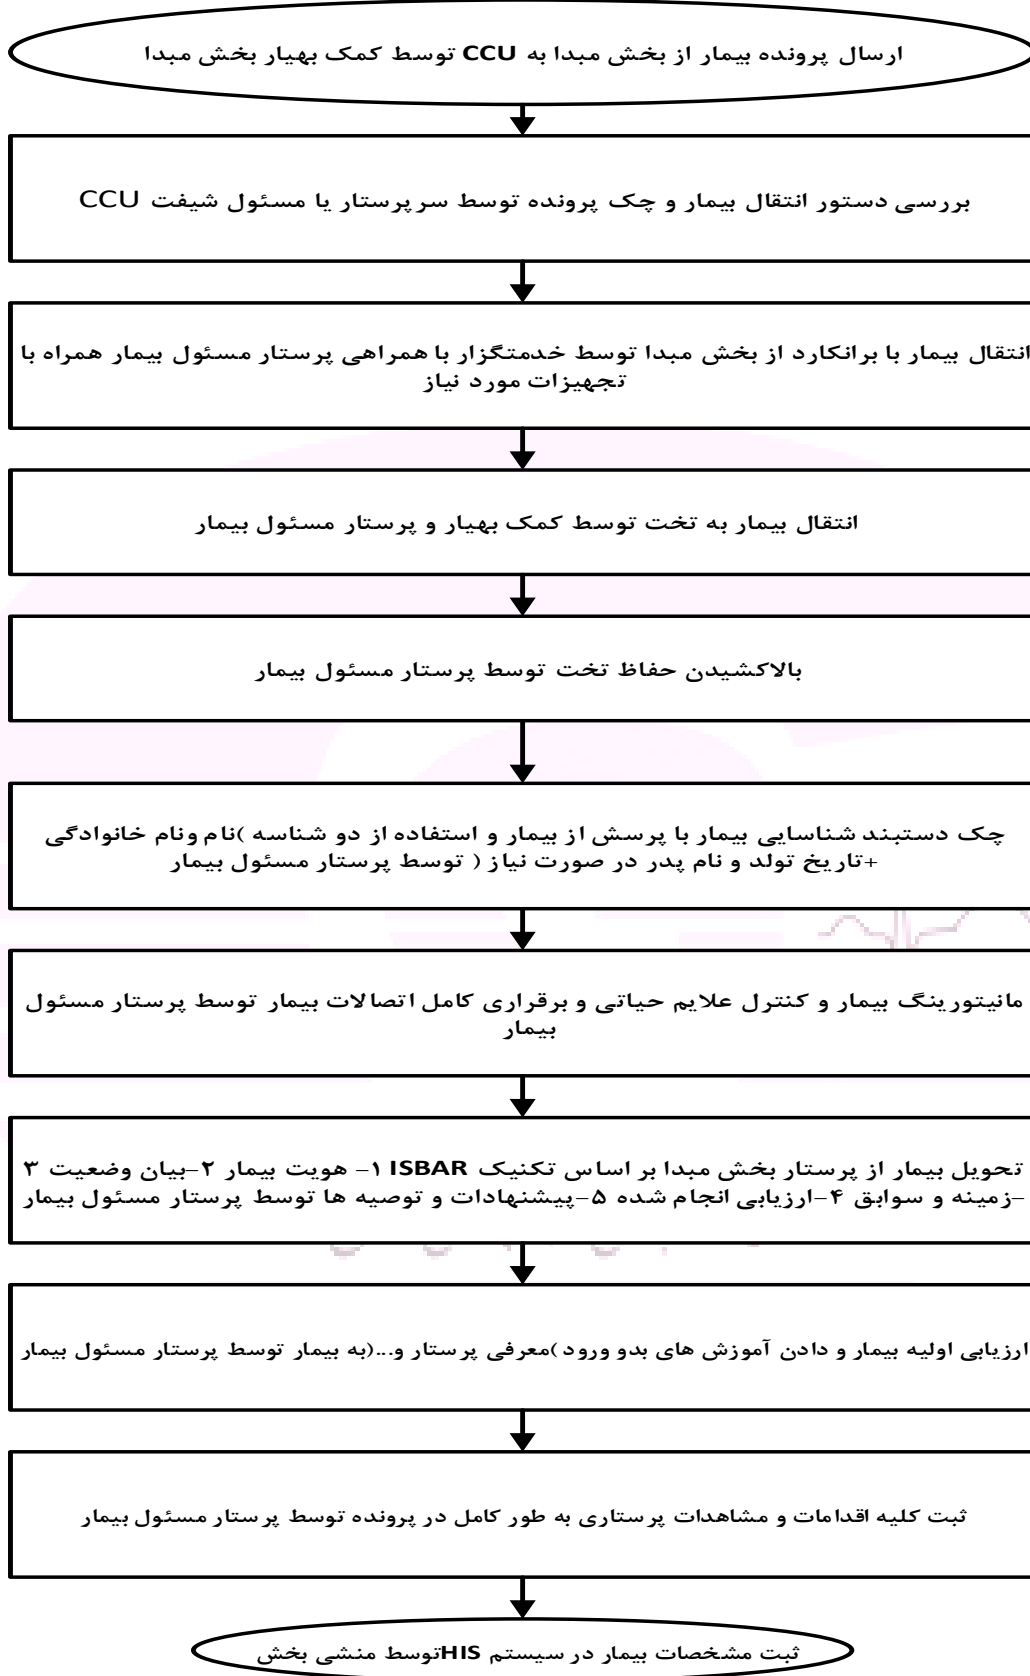 ارسال پرونده بیمار از بخش مبدا به CCU توسط کمک بهیار بخش مبدا
بررسی دستور انتقال بیمار و چک پرونده توسط سرپرستار یا مسئول شیفت CCU
انتقال بیمار با برانکارد از بخش مبدا توسط خدمتگزار با همراهی پرستار مسئول بیمار همراه با
تجهیزات مورد نیاز
انتقال بیمار به تخت توسط کمک بهیار و پرستار مسئول بیمار
بالاکشیدن حفاظ تخت توسط پرستار مسئول بیمار
چک دستبند شناسایی بیمار با پرسش از بیمار و استفاده از دو شناسه )نام ونام خانوادگی
+تاریخ تولد و نام پدر در صورت نیاز ( توسط پرستار مسئول بیمار
مانیتورینگ بیمار و کنترل علایم حیاتی و برقراری کامل اتصالات بیمار توسط پرستار مسئول
بیمار
تحویل بیمار از پرستار بخش مبدا بر اساس تکنیک ISBAR ۱- هویت بیمار ۲-بیان وضعیت ۳
-زمینه و سوابق ۴-ارزیابی انجام شده ۵-پیشنهادات و توصیه ها توسط پرستار مسئول بیمار
ارزیابی اولیه بیمار و دادن آموزش های بدو ورود )معرفی پرستار و...(به بیمار توسط پرستار مسئول بیمار
ثبت کلیه اقدامات و مشاهدات پرستاری به طور کامل در پرونده توسط پرستار مسئول بیمار
ثبت مشخصات بیمار در سیستم HISتوسط منشی بخش